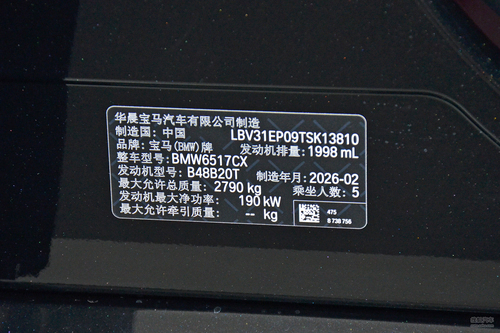 华晨宝马汽车有限公司制造
制造国：中国 LBV31EP09TSK13810
品牌：宝马(BMW)牌 发动机排量：1998 mL
整车型号：BMW6517CX
发动机型号：B48B20T 制造年月：2026-02
最大允许总质量：2790 kg 乘坐人数：5
发动机最大净功率： 190 kW
最大允许牵引质量： -- kg
475
8 738 756